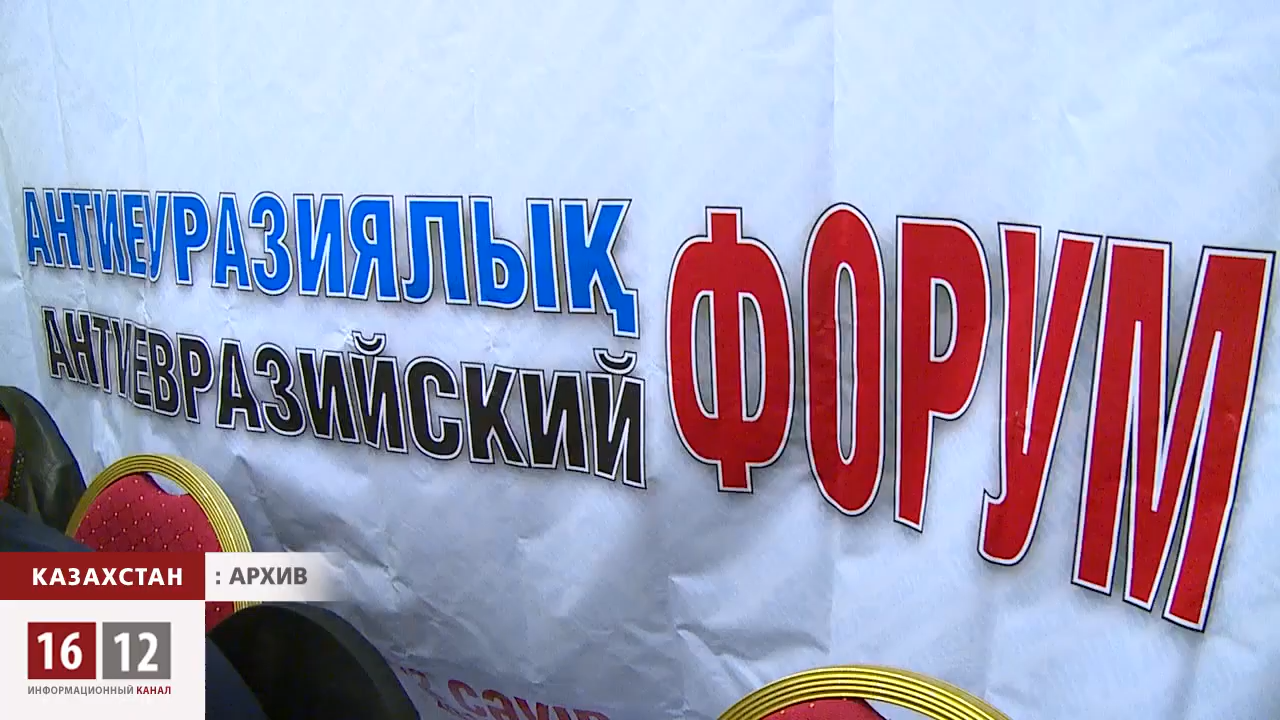 АНТИЕУРАЗИЯЛЫҚ
АНТИЕВРАЗИЙСКИЙ
ФОРУМ
КАЗАХСТАН : АРХИВ
16 12
ИНФОРМАЦИОННЫЙ КАНАЛ